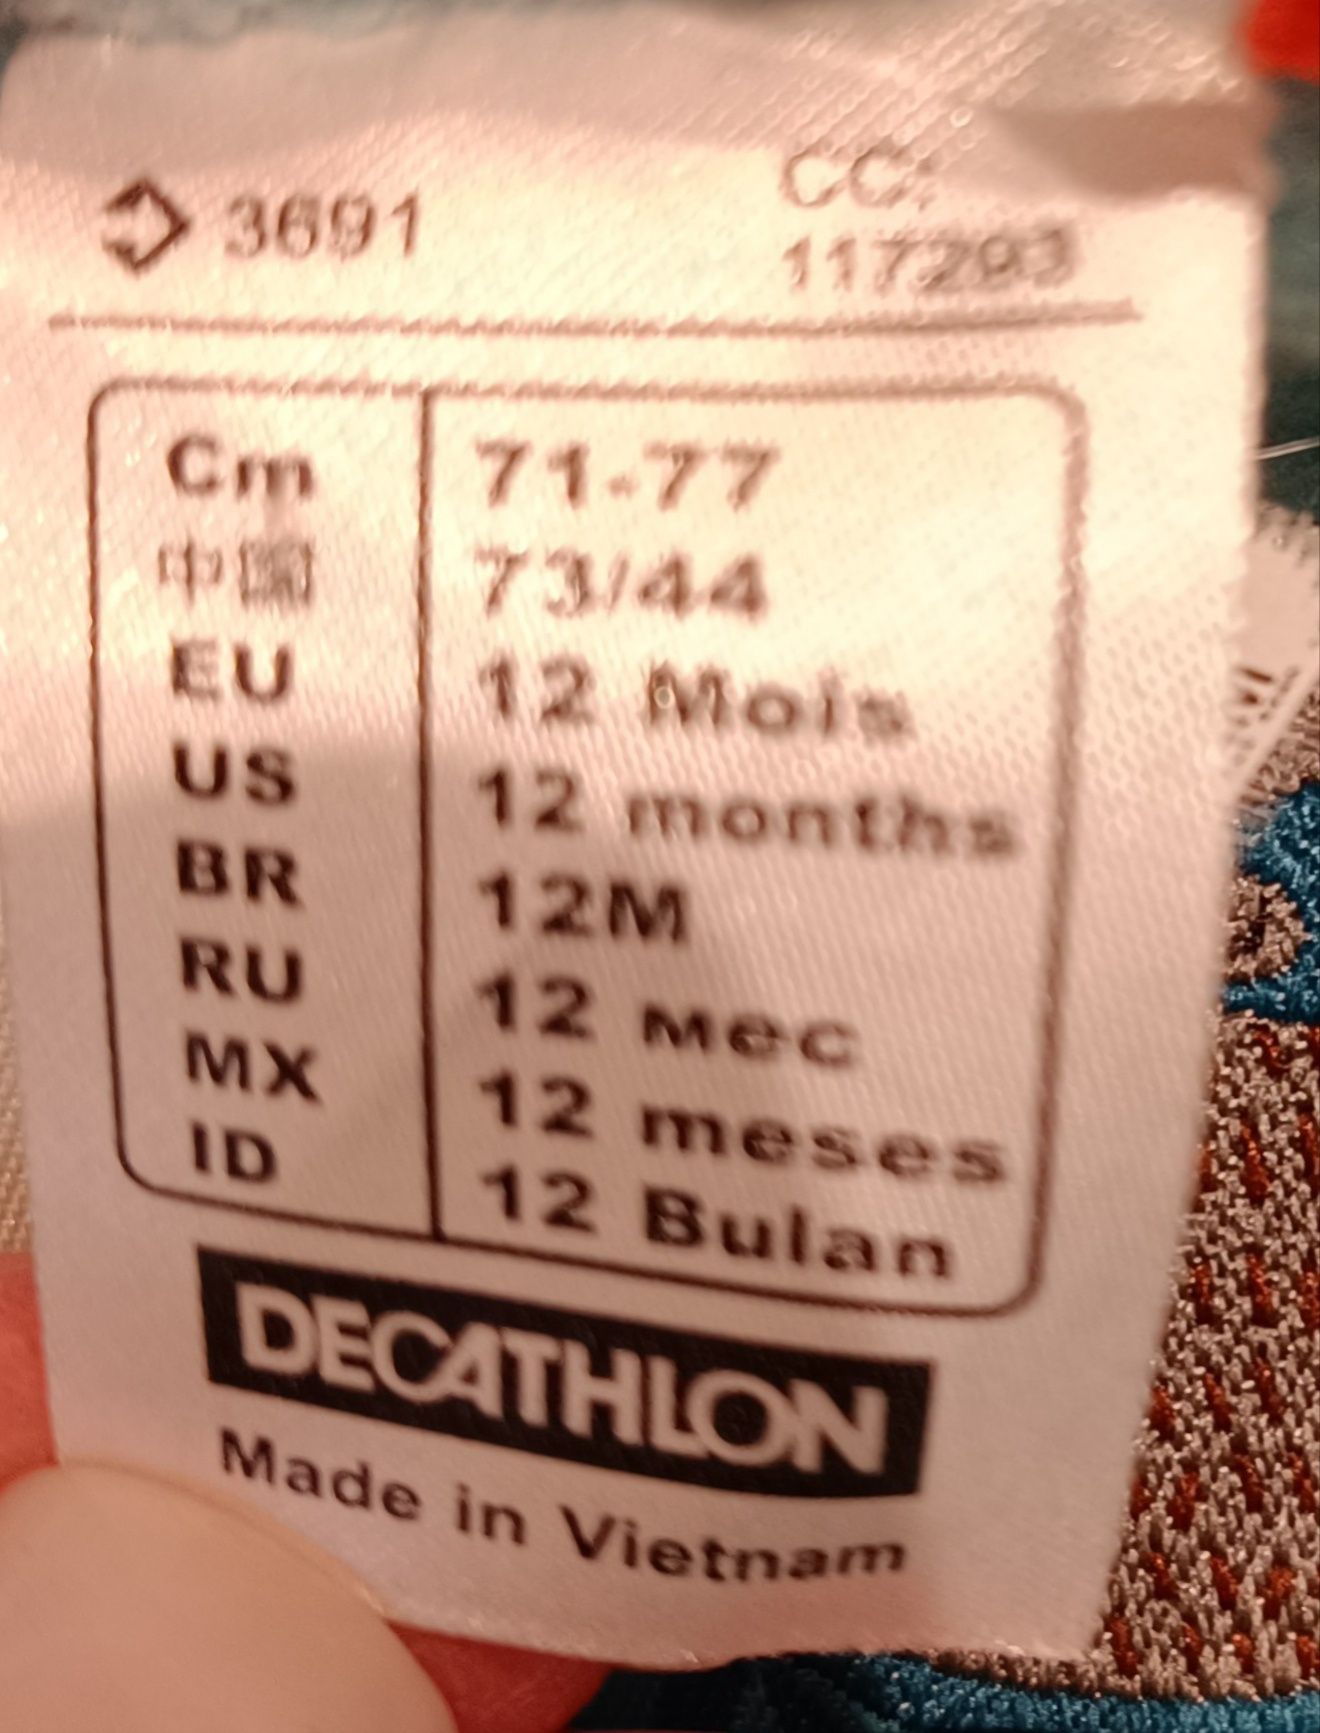 3691
CC:
117293
Cm 71-77
中国 73/44
EU 12 Mois
US 12 months
BR 12M
RU 12 мес
MX 12 meses
ID 12 Bulan
DECATHLON
Made in Vietnam